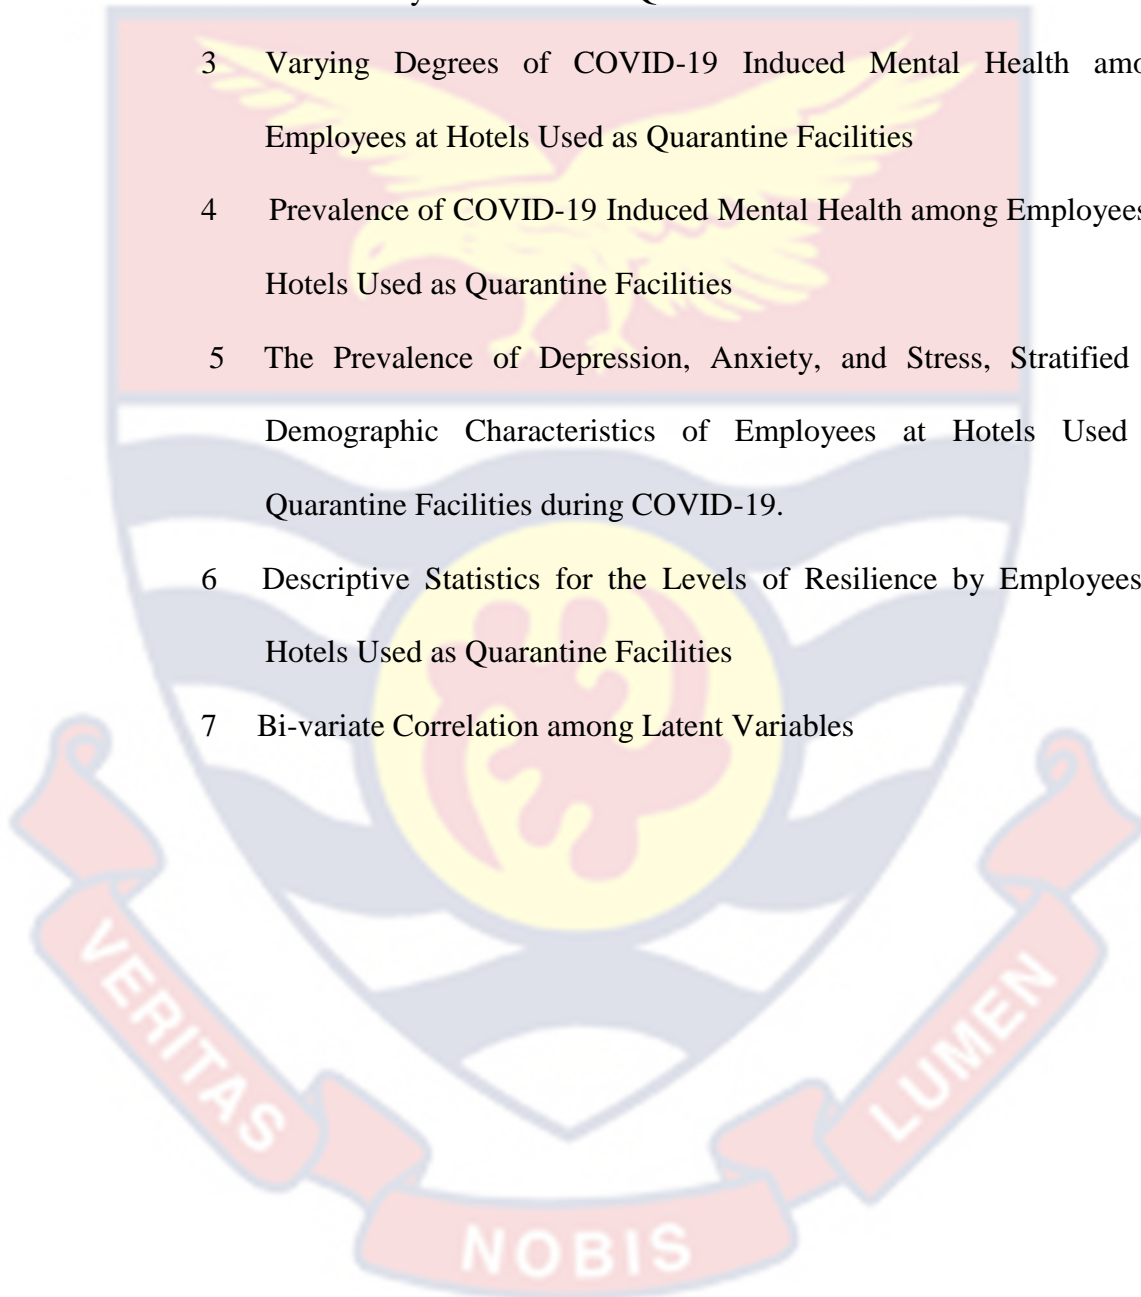 3 Varying Degrees of COVID-19 Induced Mental Health
Employees at Hotels Used as Quarantine Facilities
4 Prevalence of COVID-19 Induced Mental Health among Employees
Hotels Used as Quarantine Facilities
5 The Prevalence of Depression, Anxiety, and Stress, Stratified
Demographic Characteristics of Employees at Hotels Used
Quarantine Facilities during COVID-19.
6 Descriptive Statistics for the Levels of Resilience by Employees
Hotels Used as Quarantine Facilities
7 Bi-variate Correlation among Latent Variables
VERITAS
NOBIS
LUMEN